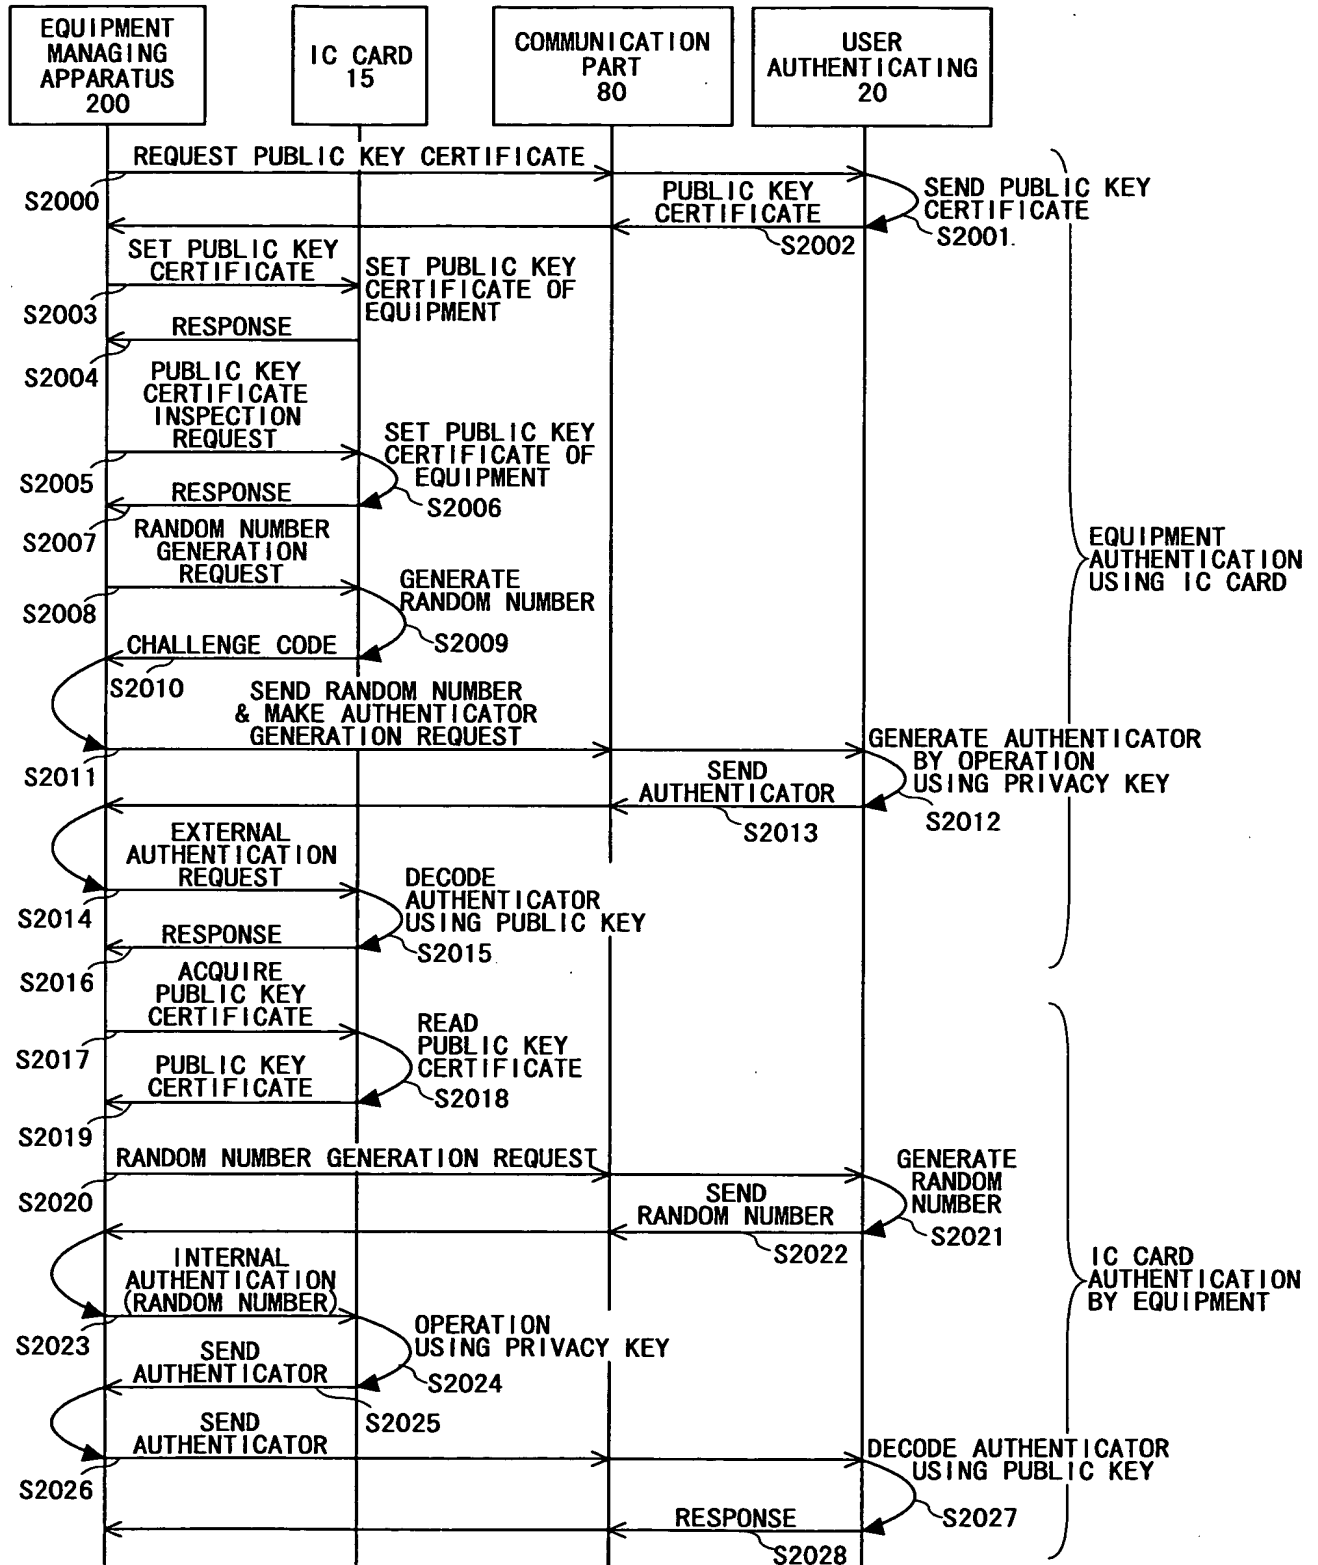 EQUIPMENT
MANAGING
APPARATUS
200
IC CARD
15
COMMUNICATION
PART
80
USER
AUTHENTICATING
20
REQUEST PUBLIC KEY CERTIFICATE
S2000
PUBLIC KEY
CERTIFICATE
SEND PUBLIC KEY
CERTIFICATE
S2001
S2002
SET PUBLIC KEY
CERTIFICATE
SET PUBLIC KEY
CERTIFICATE OF
EQUIPMENT
S2003
RESPONSE
S2004
PUBLIC KEY
CERTIFICATE
INSPECTION
REQUEST
SET PUBLIC KEY
CERTIFICATE OF
EQUIPMENT
S2005
RESPONSE
S2006
S2007
RANDOM NUMBER
GENERATION
REQUEST
EQUIPMENT
AUTHENTICATION
USING IC CARD
GENERATE
RANDOM NUMBER
S2008
CHALLENGE CODE
S2009
S2010
SEND RANDOM NUMBER
& MAKE AUTHENTICATOR
GENERATION REQUEST
GENERATE AUTHENTICATOR
BY OPERATION
USING PRIVACY KEY
S2011
SEND
AUTHENTICATOR
S2012
S2013
EXTERNAL
AUTHENTICATION
REQUEST
DECODE
AUTHENTICATOR
USING PUBLIC KEY
S2014
RESPONSE
S2015
S2016
ACQUIRE
PUBLIC KEY
CERTIFICATE
READ
PUBLIC KEY
CERTIFICATE
S2017
PUBLIC KEY
CERTIFICATE
S2018
S2019
RANDOM NUMBER GENERATION REQUEST
GENERATE
RANDOM
NUMBER
S2020
SEND
RANDOM NUMBER
S2021
S2022
INTERNAL
AUTHENTICATION
(RANDOM NUMBER)
IC CARD
AUTHENTICATION
BY EQUIPMENT
S2023
OPERATION
USING PRIVACY KEY
SEND
AUTHENTICATOR
S2024
S2025
SEND
AUTHENTICATOR
DECODE AUTHENTICATOR
USING PUBLIC KEY
S2026
RESPONSE
S2027
S2028